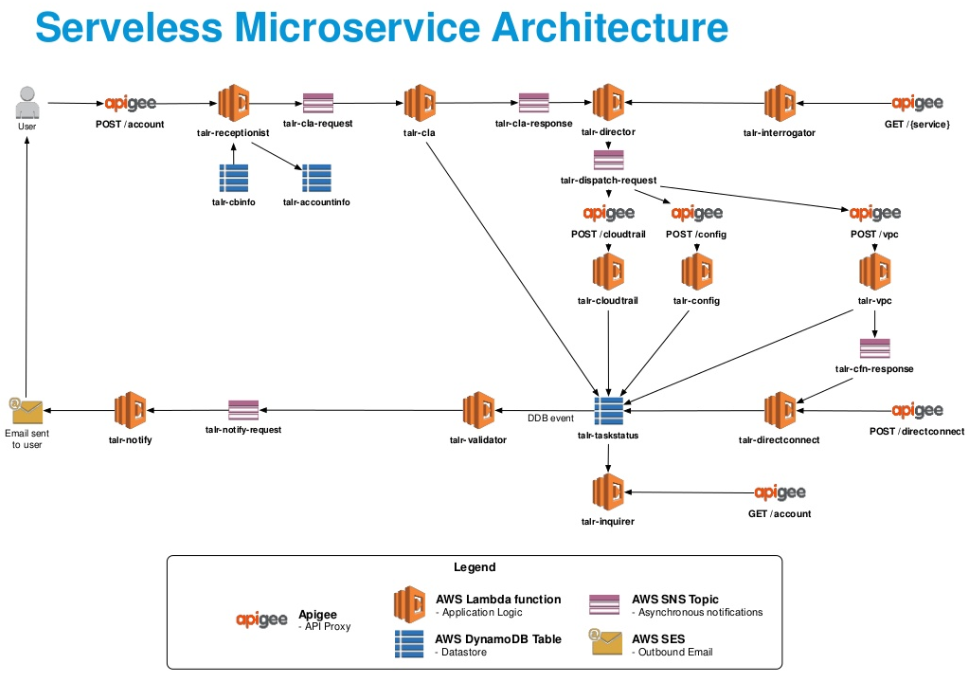 Serveless Microservice Architecture
apigee
apigee
User
POST /account
talr-receptionist
talr-cla-request
talr-cla
talr-cla-response
talr-director
talr-interrogator
GET /{service}
talr-cbinfo
talr-accountinfo
talr-dispatch-request
apigee
apigee
apigee
POST /cloudtrail
POST /config
POST /vpc
talr-cloudtrail
talr-config
talr-vpc
talr-cfn-response
Email sent
to user
talr-notify
talr-notify-request
talr-validator
DDB event
talr-taskstatus
talr-directconnect
apigee
POST /directconnect
talr-inquirer
apigee
GET /account
Legend
apigee
Apigee
- API Proxy
AWS Lambda function
- Application Logic
AWS SNS Topic
- Asynchronous notifications
AWS DynamoDB Table
- Datastore
AWS SES
- Outbound Email